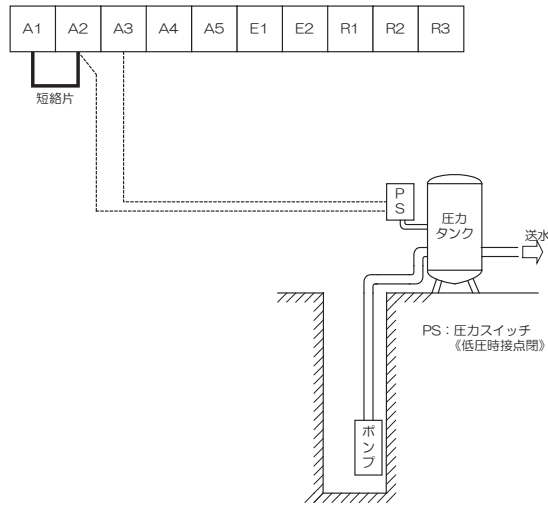 A1 A2 A3 A4 A5 E1 E2 R1 R2 R3
短絡片
PS
圧力
タンク
送水
PS：圧力スイッチ
《低圧時接点閉》
ポンプ